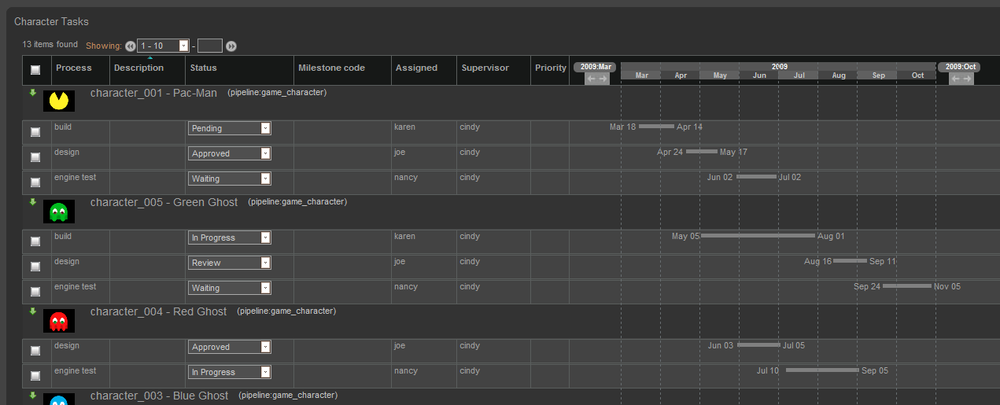 Character Tasks
13 items found Showing: 1 - 10 -
Process Description Status Milestone code Assigned Supervisor Priority 2009:Mar 2009 2009:Oct
Mar Apr May Jun Jul Aug Sep Oct
character_001 - Pac-Man (pipeline:game_character)
build Pending karen cindy Mar 18 Apr 14
design Approved joe cindy Apr 24 May 17
engine test Waiting nancy cindy Jun 02 Jul 02
character_005 - Green Ghost (pipeline:game_character)
build In Progress karen cindy May 05 Aug 01
design Review joe cindy Aug 16 Sep 11
engine test Waiting nancy cindy Sep 24 Nov 05
character_004 - Red Ghost (pipeline:game_character)
design Approved joe cindy Jun 03 Jul 05
engine test In Progress nancy cindy Jul 10 Sep 05
character_003 - Blue Ghost (pipeline:game_character)